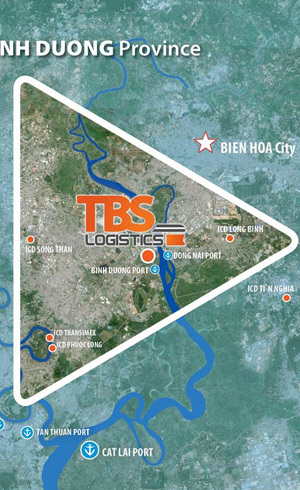 NH DUONG Province
BIEN HOA City
TBS
LOGISTICS
ICD LONG BINH
ICD SONG THAN
DONG NAI PORT
BINH DUONG PORT
ICD TI N NGHIA
ICD TRANSIMEX
ICD PHUOC LONG
TAN THUAN PORT
CAT LAI PORT